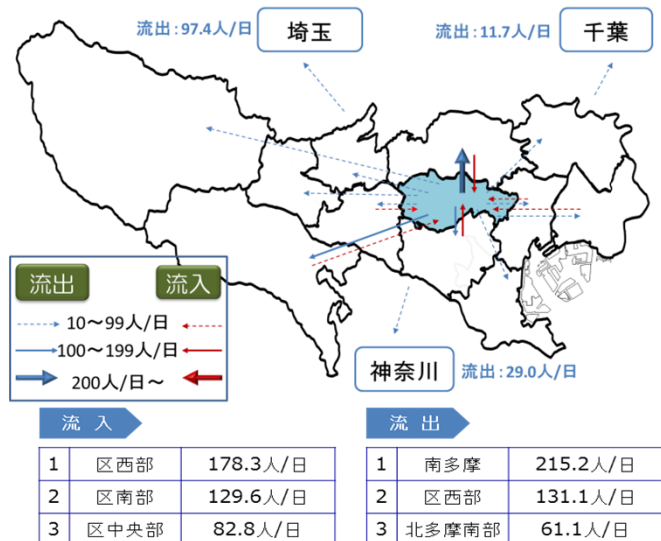 流出：97.4人/日
埼玉
流出：11.7人/日
千葉
流出
流入
10～99人/日
100～199人/日
200人/日～
神奈川
流出：29.0人/日
流 入
1 区西部 178.3人/日
2 区南部 129.6人/日
3 区中央部 82.8人/日
流 出
1 南多摩 215.2人/日
2 区西部 131.1人/日
3 北多摩南部 61.1人/日